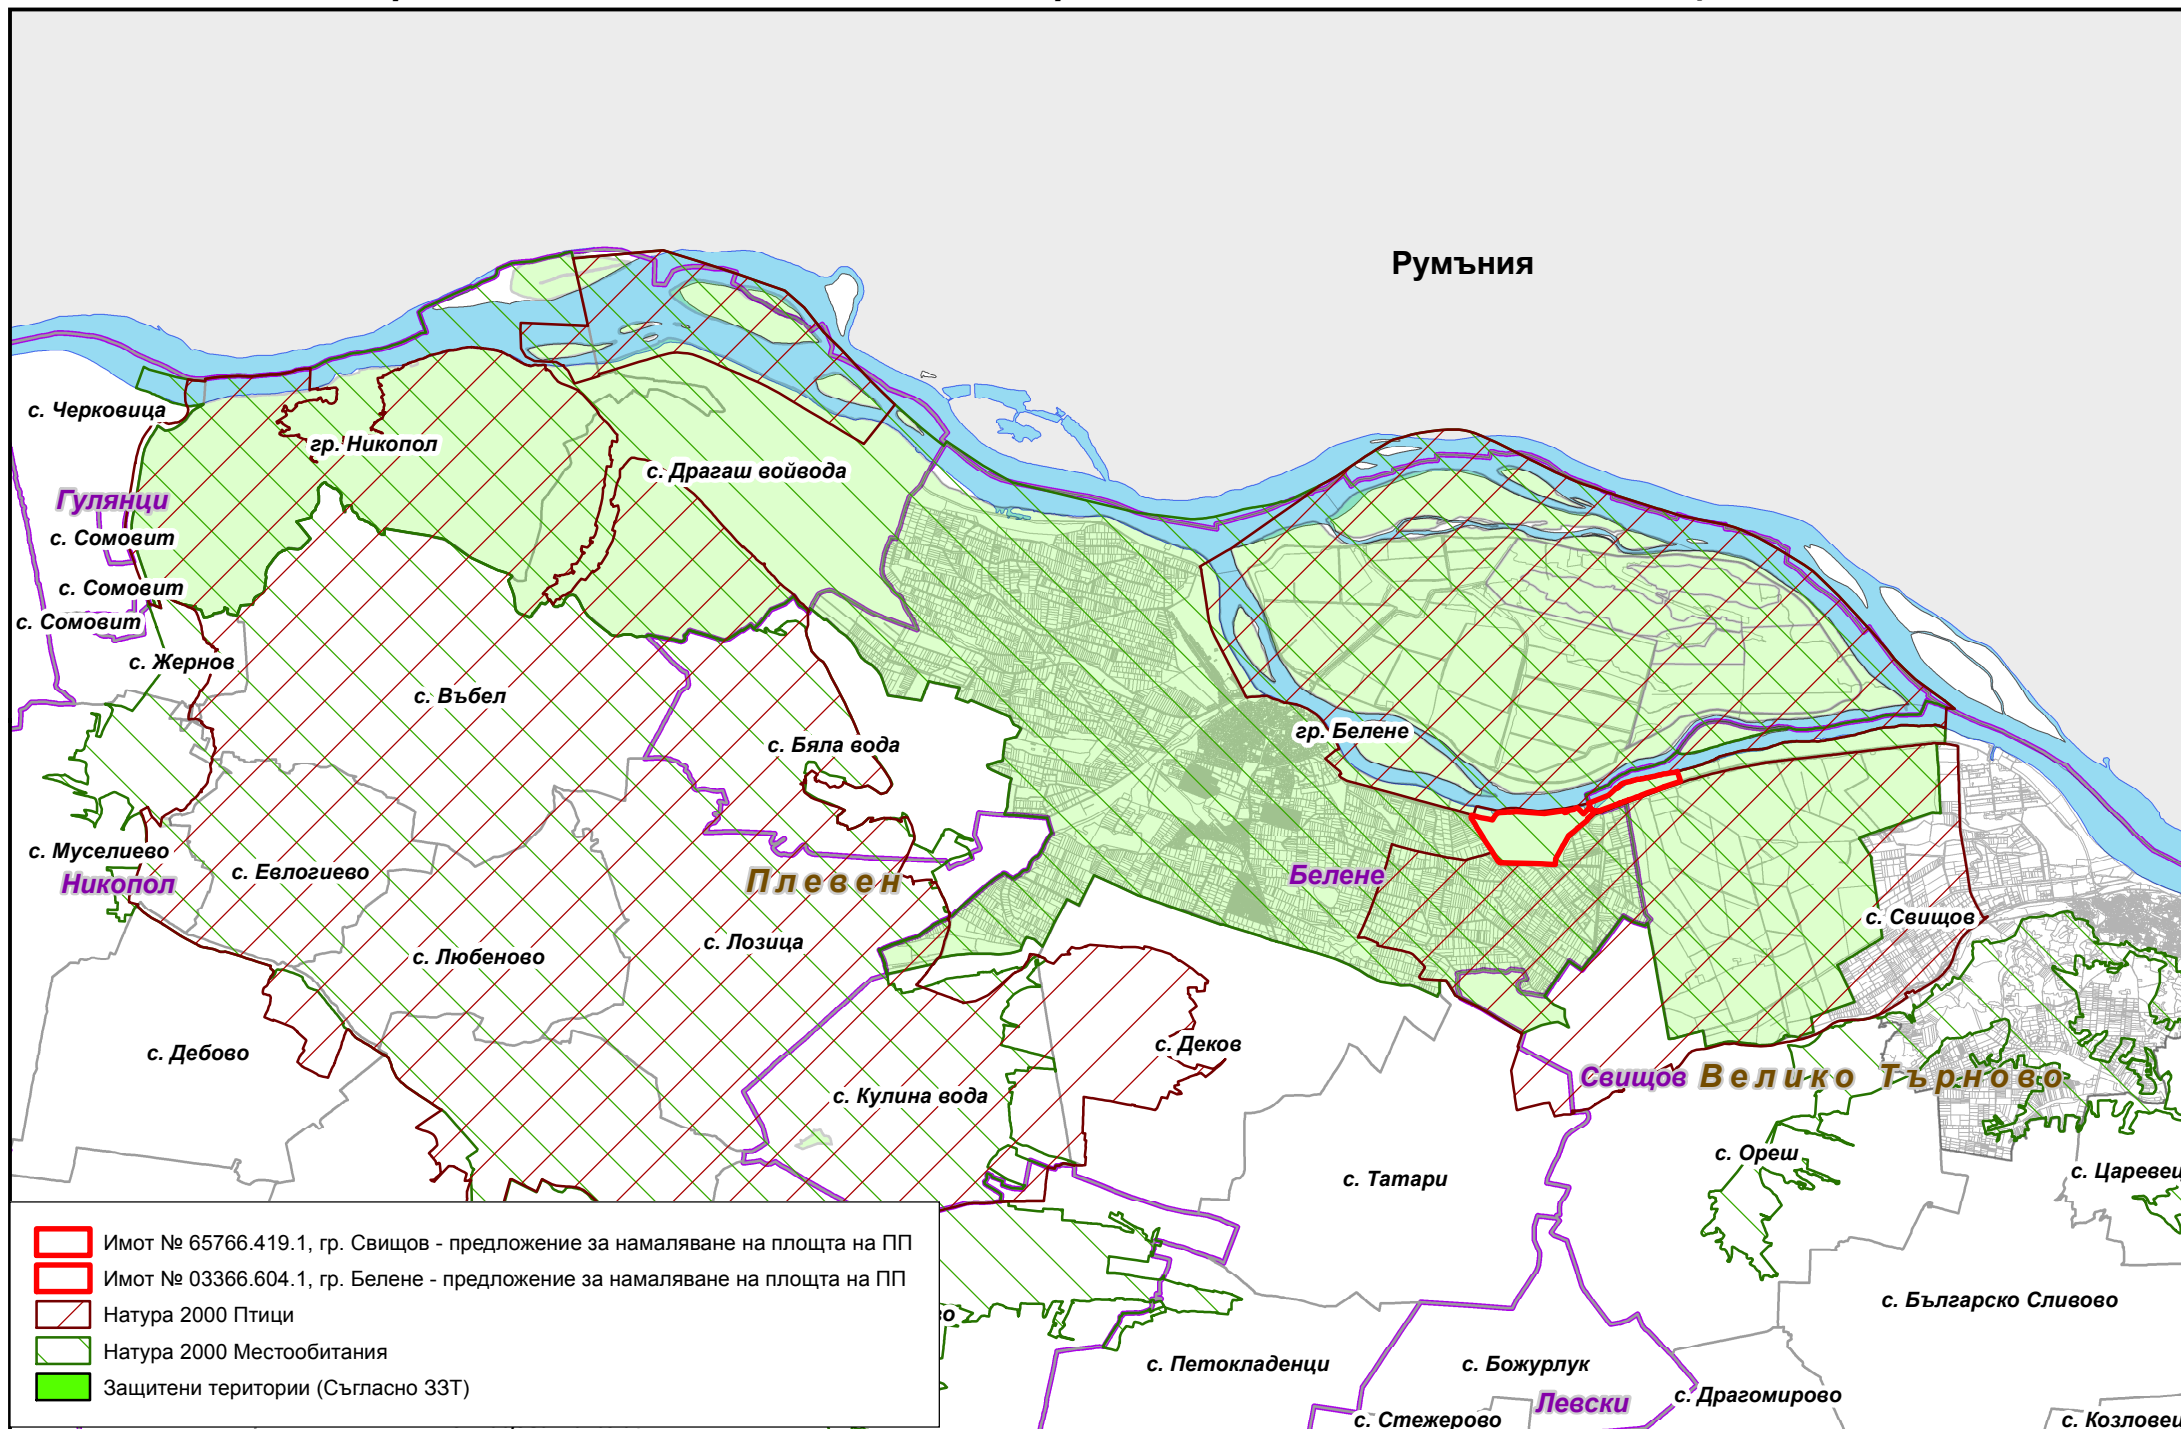 Румъния
с. Черковица
гр. Никопол
с. Драгаш войвода
Гулянци
с. Сомовит
с. Сомовит
с. Сомовит
с. Жернов
с. Въбел
с. Бяла вода
гр. Белене
с. Муселиево
Никопол
с. Евлогиево
Плевен
Белене
с. Свищов
с. Любеново
с. Лозица
с. Дебово
с. Деков
с. Кулина вода
Свищов
Велико Търново
с. Ореш
с. Татари
с. Царевец
Имот № 65766.419.1, гр. Свищов - предложение за намаляване на площта на ПП
Имот № 03366.604.1, гр. Белене - предложение за намаляване на площта на ПП
Натура 2000 Птици
Натура 2000 Местообитания
Защитени територии (Съгласно ЗЗТ)
с. Българско Сливово
с. Петокладенци
с. Божурлук
Левски
с. Драгомирово
с. Стежерово
с. Козловец